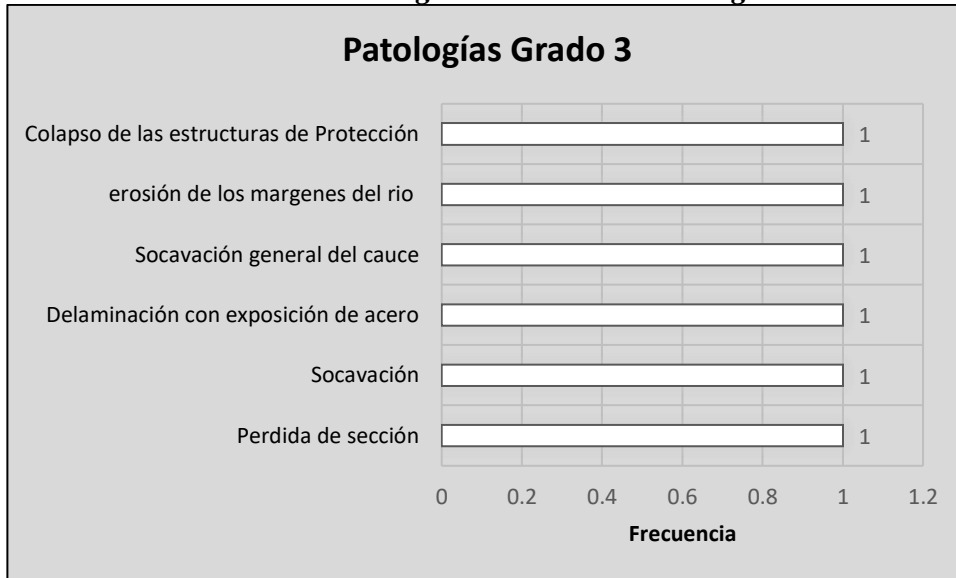 Patologías Grado 3
Colapso de las estructuras de Protección 1
erosión de los margenes del rio 1
Socavación general del cauce 1
Delaminación con exposición de acero 1
Socavación 1
Perdida de sección 1
0 0.2 0.4 0.6 0.8 1 1.2
Frecuencia